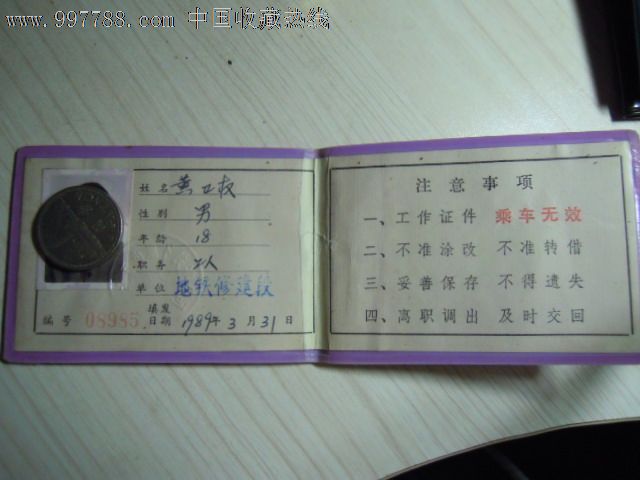 www.997788.com 中国收藏热线
姓名
性别 男
年龄 18
职务 工人
单位 地铁修建段
编号 08985 填发日期 1989年3月31日
注意事项
一、工作证件 乘车无效
二、不准涂改 不准转借
三、妥善保存 不得遗失
四、离职调出 及时交回